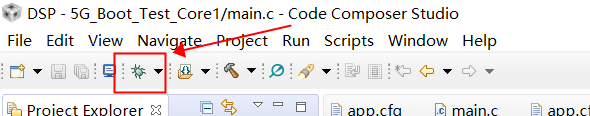 DSP - 5G_Boot_Test_Core1/main.c - Code Composer Studio
File Edit View Navigate Project Run Scripts Window Help
Project Explorer app.cfg main.c app.cf